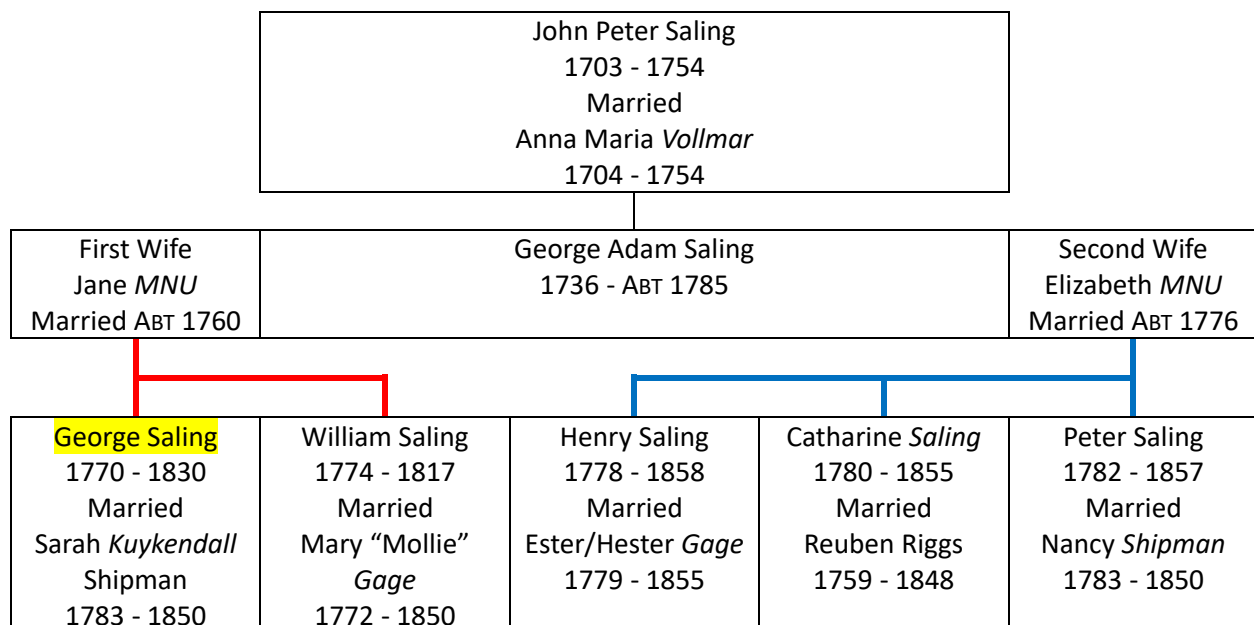 John Peter Saling
1703 - 1754
Married
Anna Maria Vollmar
1704 - 1754
First Wife
Jane MNU
Married ABT 1760
George Adam Saling
1736 - ABT 1785
Second Wife
Elizabeth MNU
Married ABT 1776
George Saling
1770 - 1830
Married
Sarah Kuykendall
Shipman
1783 - 1850
William Saling
1774 - 1817
Married
Mary “Mollie”
Gage
1772 - 1850
Henry Saling
1778 - 1858
Married
Ester/Hester Gage
1779 - 1855
Catharine Saling
1780 - 1855
Married
Reuben Riggs
1759 - 1848
Peter Saling
1782 - 1857
Married
Nancy Shipman
1783 - 1850